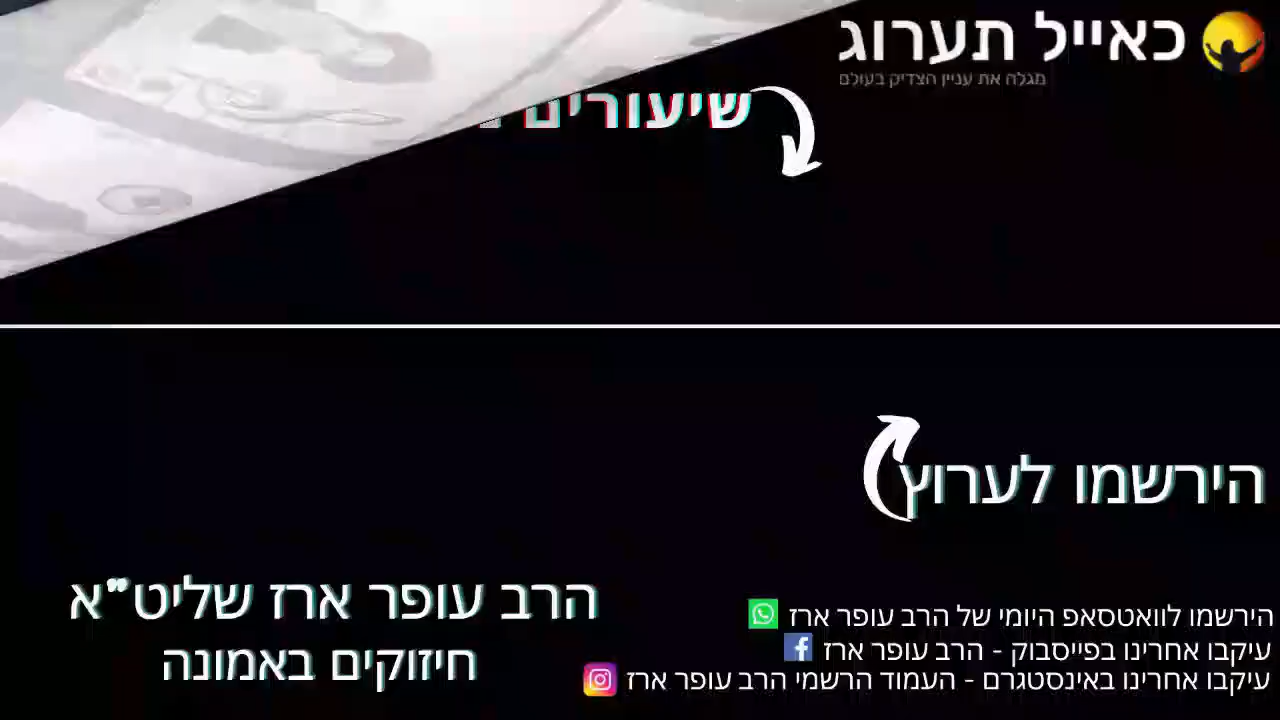 כאייל תערוג
מגלה את עניין הצדיק בעולם
שיעורים
הירשמו לערוץ
הרב עופר ארז שליט"א
חיזוקים באמונה
הירשמו לוואטסאפ היומי של הרב עופר ארז
עיקבו אחרינו בפייסבוק - הרב עופר ארז
עיקבו אחרינו באינסטגרם - העמוד הרשמי הרב עופר ארז